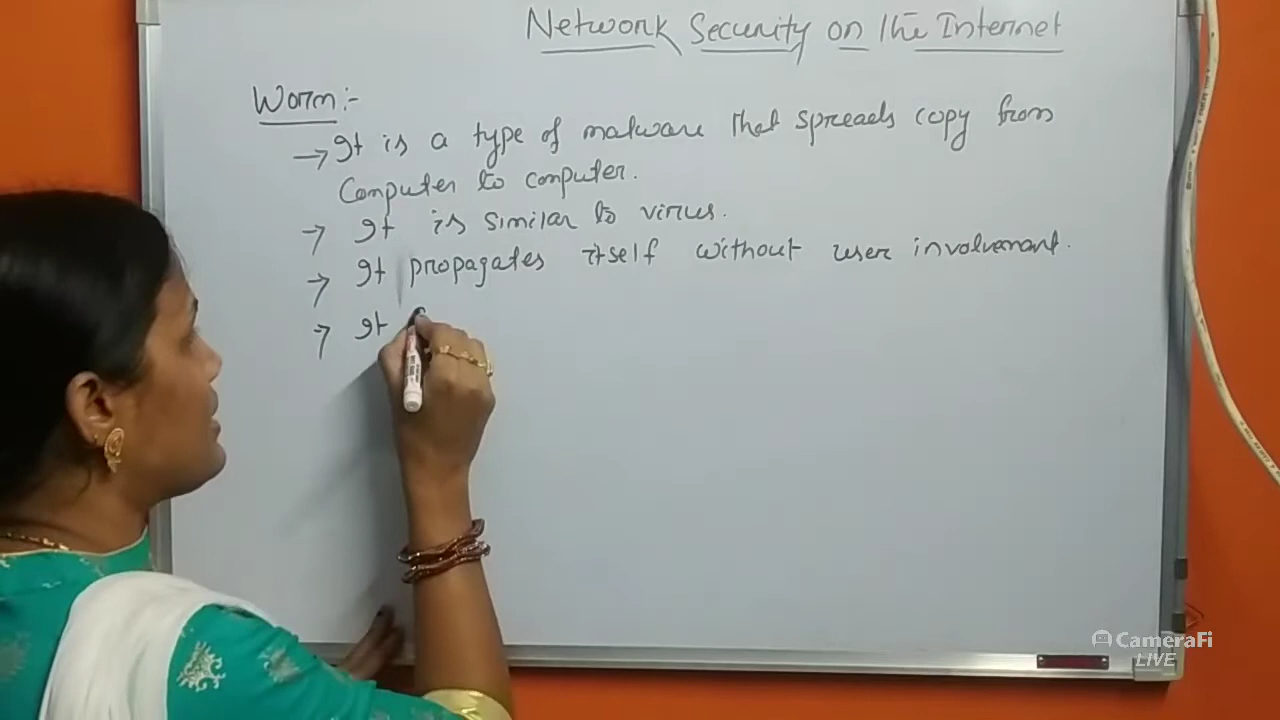 Network Security on the Internet
Worm:-
→ It is a type of malware that spreads copy from
Computer to computer.
→ It is similar to virus.
→ It propagates itself without user involvemant.
→ It
CameraFi
LIVE